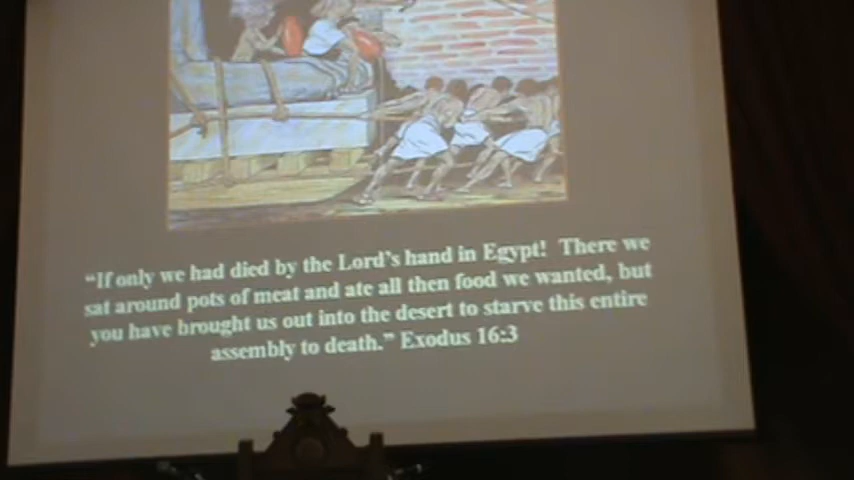 “If only we had died by the Lord’s hand in Egypt!  There we
sat around pots of meat and ate all then food we wanted, but
you have brought us out into the desert to starve this entire
assembly to death.” Exodus 16:3